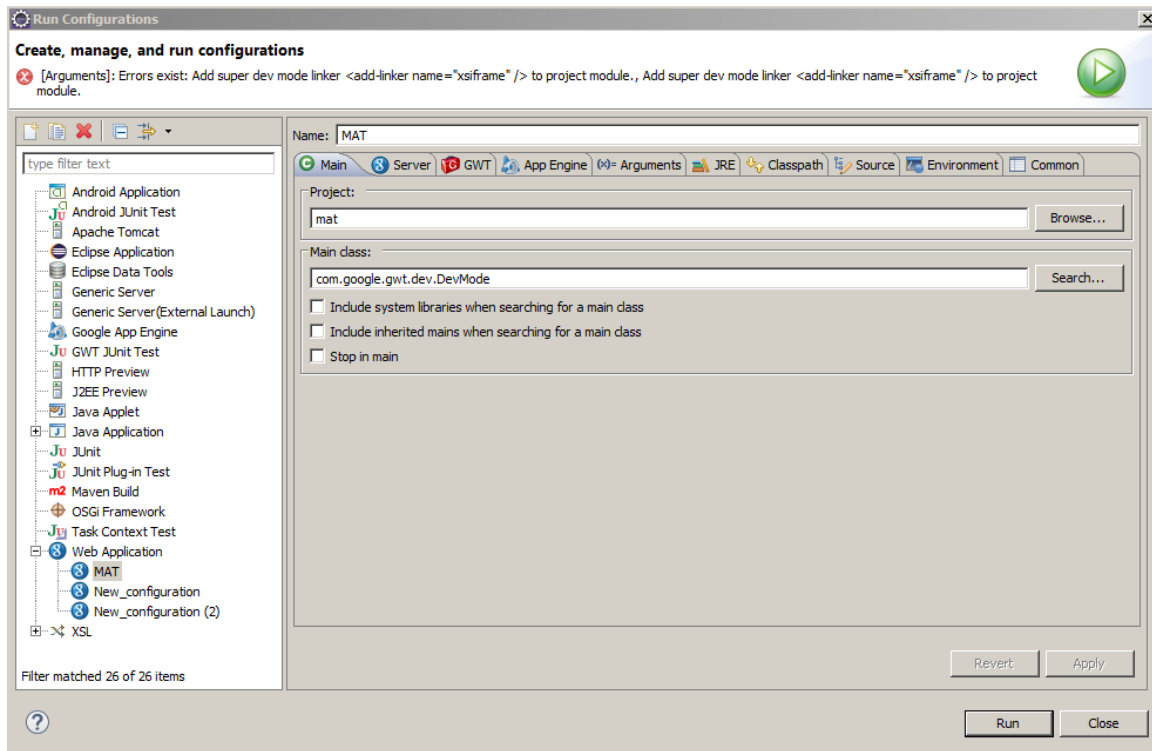 Run Configurations
Create, manage, and run configurations
[Arguments]: Errors exist: Add super dev mode linker <add-linker name="xsiframe" /> to project module., Add super dev mode linker <add-linker name="xsiframe" /> to project
module.
type filter text
Android Application
Android JUnit Test
Apache Tomcat
Eclipse Application
Eclipse Data Tools
Generic Server
Generic Server(External Launch)
Google App Engine
GWT JUnit Test
HTTP Preview
J2EE Preview
Java Applet
Java Application
JUnit
JUnit Plug-in Test
m2 Maven Build
OSGi Framework
Task Context Test
Web Application
MAT
New_configuration
New_configuration (2)
XSL
Filter matched 26 of 26 items
Name: MAT
Main Server GWT App Engine (x)= Arguments JRE Classpath Source Environment Common
Project:
mat Browse...
Main class:
com.google.gwt.dev.DevMode Search...
Include system libraries when searching for a main class
Include inherited mains when searching for a main class
Stop in main
Revert Apply
? Run Close